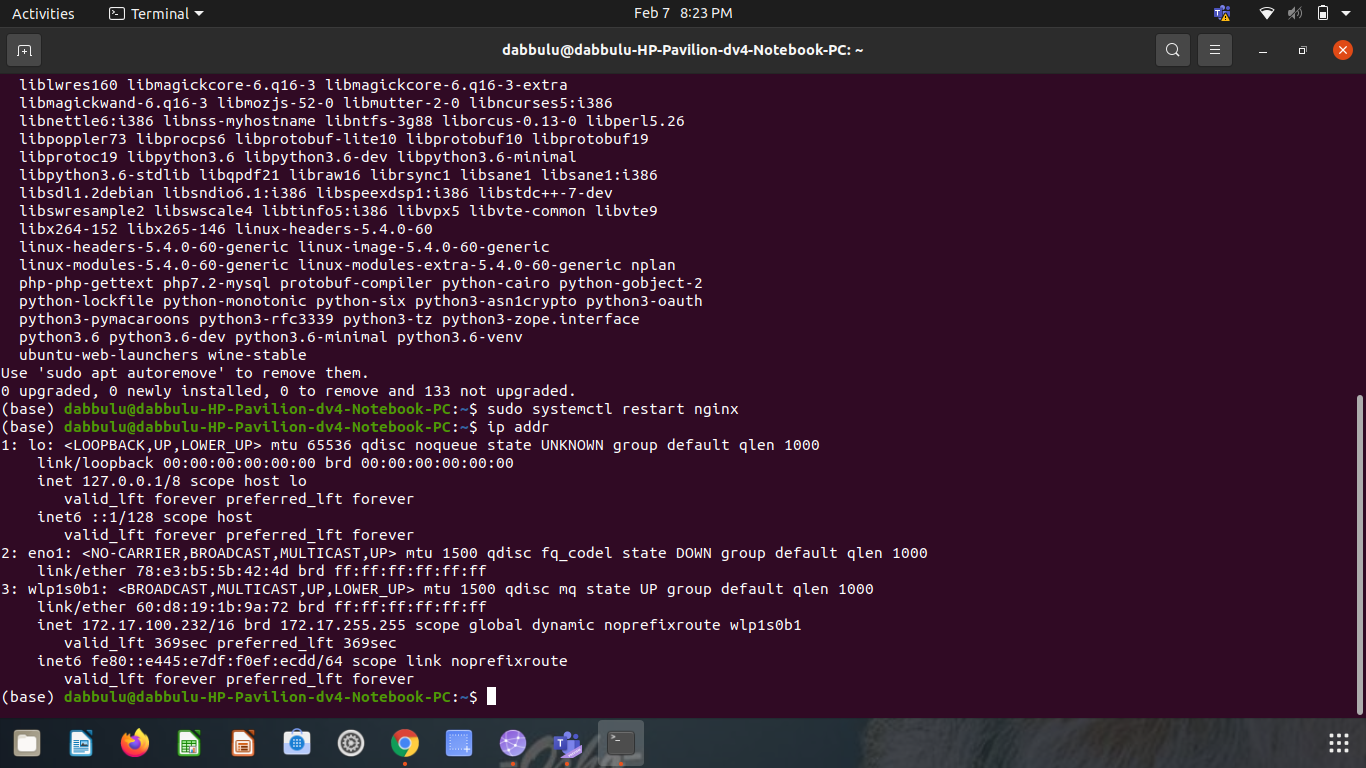 Activities
Terminal
Feb 7 8:23 PM
dabbulu@dabbulu-HP-Pavilion-dv4-Notebook-PC: ~
liblwres160 libmagickcore-6.q16-3 libmagickcore-6.q16-3-extra
libmagickwand-6.q16-3 libmozjs-52-0 libmutter-2-0 libncurses5:i386
libnettle6:i386 libnss-myhostname libntfs-3g88 liborcus-0.13-0 libperl5.26
libpoppler73 libprocps6 libprotobuf-lite10 libprotobuf10 libprotobuf19
libprotoc19 libpython3.6 libpython3.6-dev libpython3.6-minimal
libpython3.6-stdlib libqpdf21 libraw16 librsync1 libsane1 libsane1:i386
libsdl1.2debian libsndio6.1:i386 libspeexdsp1:i386 libstdc++-7-dev
libswresample2 libswscale4 libtinfo5:i386 libvpx5 libvte-common libvte9
libx264-152 libx265-146 linux-headers-5.4.0-60
linux-headers-5.4.0-60-generic linux-image-5.4.0-60-generic
linux-modules-5.4.0-60-generic linux-modules-extra-5.4.0-60-generic nplan
php-php-gettext php7.2-mysql protobuf-compiler python-cairo python-gobject-2
python-lockfile python-monotonic python-six python3-asn1crypto python3-oauth
python3-pymacaroons python3-rfc3339 python3-tz python3-zope.interface
python3.6 python3.6-dev python3.6-minimal python3.6-venv
ubuntu-web-launchers wine-stable
Use 'sudo apt autoremove' to remove them.
0 upgraded, 0 newly installed, 0 to remove and 133 not upgraded.
(base) dabbulu@dabbulu-HP-Pavilion-dv4-Notebook-PC:~$ sudo systemctl restart nginx
(base) dabbulu@dabbulu-HP-Pavilion-dv4-Notebook-PC:~$ ip addr
1: lo: <LOOPBACK,UP,LOWER_UP> mtu 65536 qdisc noqueue state UNKNOWN group default qlen 1000
link/loopback 00:00:00:00:00:00 brd 00:00:00:00:00:00
inet 127.0.0.1/8 scope host lo
valid_lft forever preferred_lft forever
inet6 ::1/128 scope host
valid_lft forever preferred_lft forever
2: eno1: <NO-CARRIER,BROADCAST,MULTICAST,UP> mtu 1500 qdisc fq_codel state DOWN group default qlen 1000
link/ether 78:e3:b5:5b:42:4d brd ff:ff:ff:ff:ff:ff
3: wlp1s0b1: <BROADCAST,MULTICAST,UP,LOWER_UP> mtu 1500 qdisc mq state UP group default qlen 1000
link/ether 60:d8:19:1b:9a:72 brd ff:ff:ff:ff:ff:ff
inet 172.17.100.232/16 brd 172.17.255.255 scope global dynamic noprefixroute wlp1s0b1
valid_lft 369sec preferred_lft 369sec
inet6 fe80::e445:e7df:f0ef:ecdd/64 scope link noprefixroute
valid_lft forever preferred_lft forever
(base) dabbulu@dabbulu-HP-Pavilion-dv4-Notebook-PC:~$